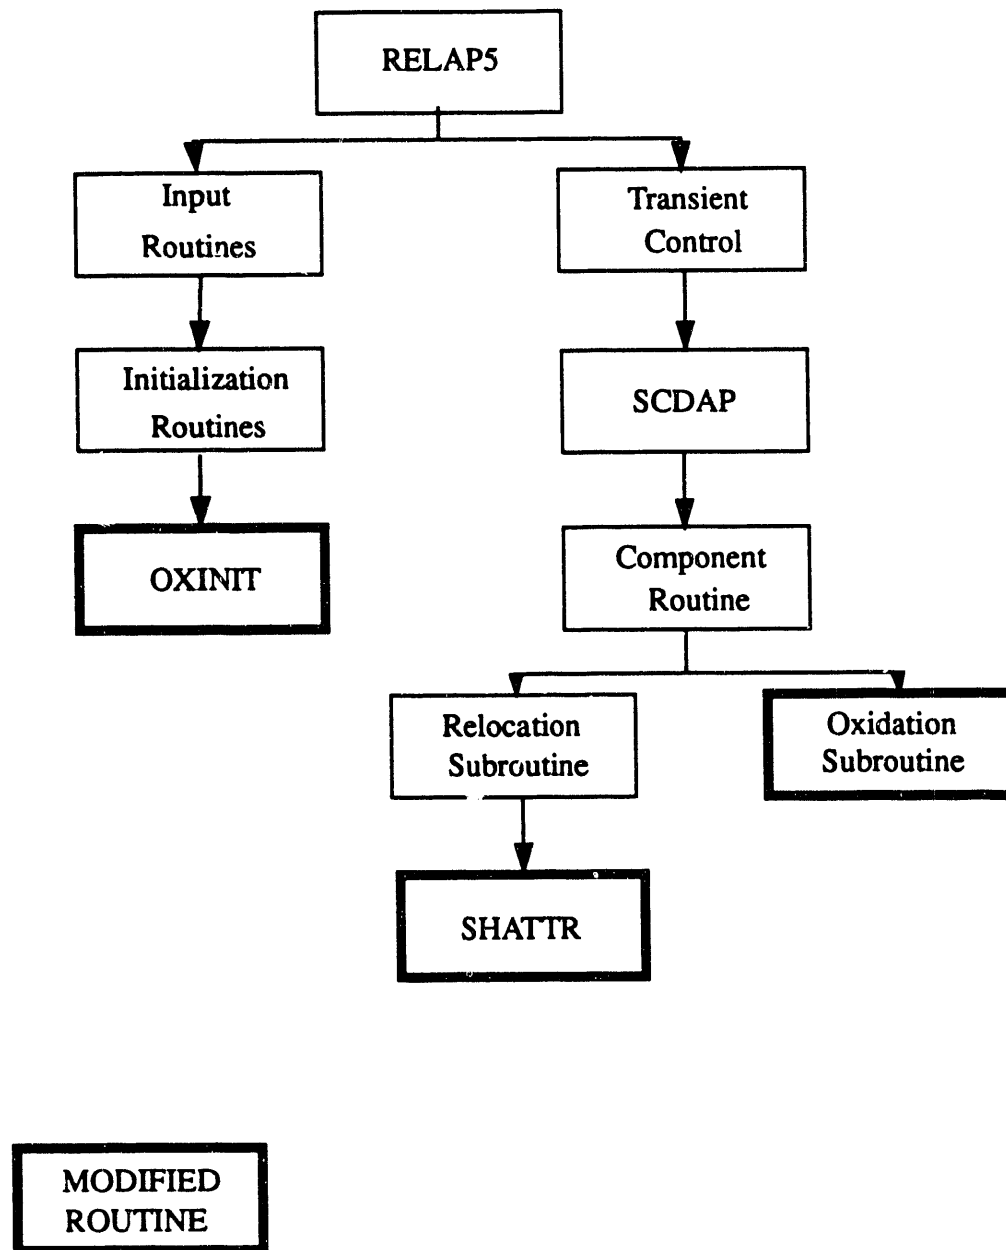 RELAP5
Input
Routines
Transient
Control
Initialization
Routines
SCDAP
OXINIT
Component
Routine
Relocation
Subroutine
Oxidation
Subroutine
SHATTR
MODIFIED
ROUTINE